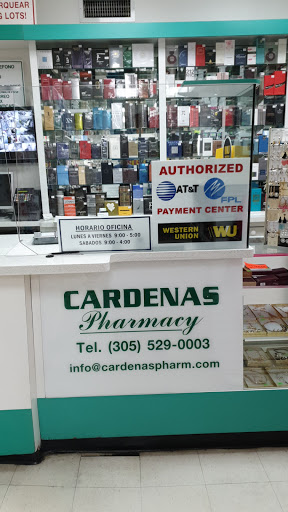 RQUEAR
G LOTS!
AUTHORIZED
AT&T
FPL
PAYMENT CENTER
WESTERN
UNION
WU
HORARIO OFICINA
LUNES A VIERNES: 9:00 - 5:00
SABADOS: 9:00 - 4:00
CARDENAS
Pharmacy
Tel. (305) 529-0003
info@cardenaspharm.com